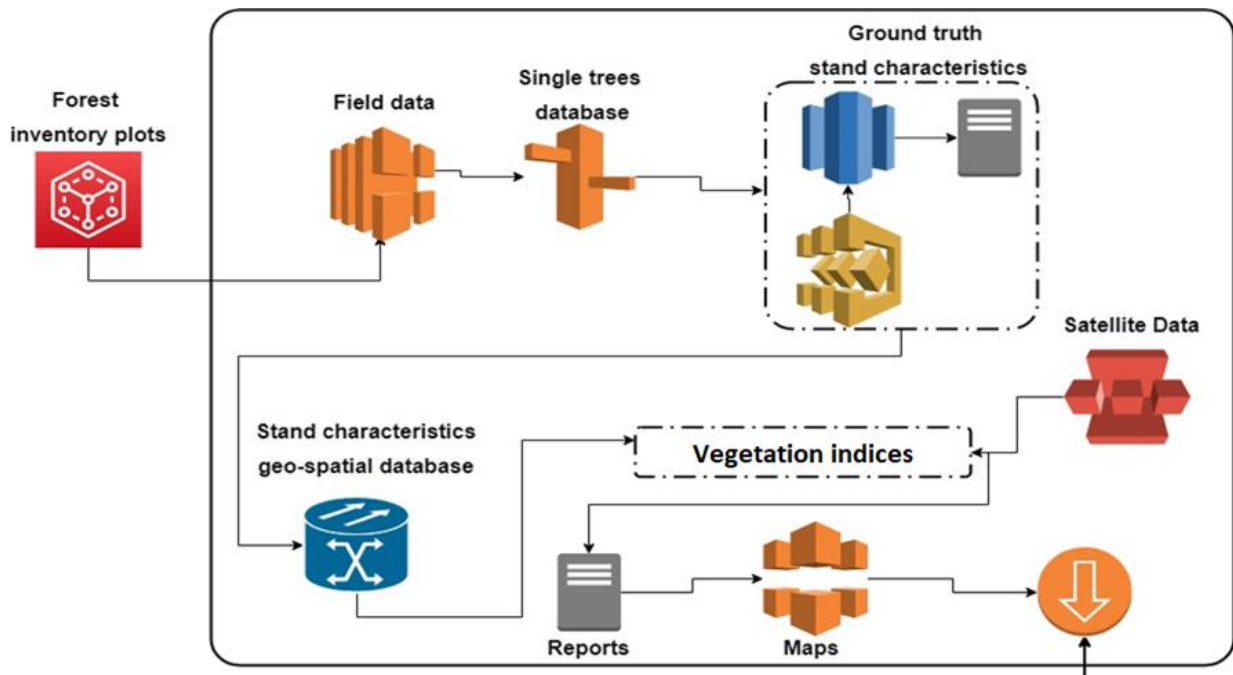 Forest
inventory plots
Field data
Single trees
database
Ground truth
stand characteristics
Satellite Data
Stand characteristics
geo-spatial database
Vegetation indices
Reports
Maps